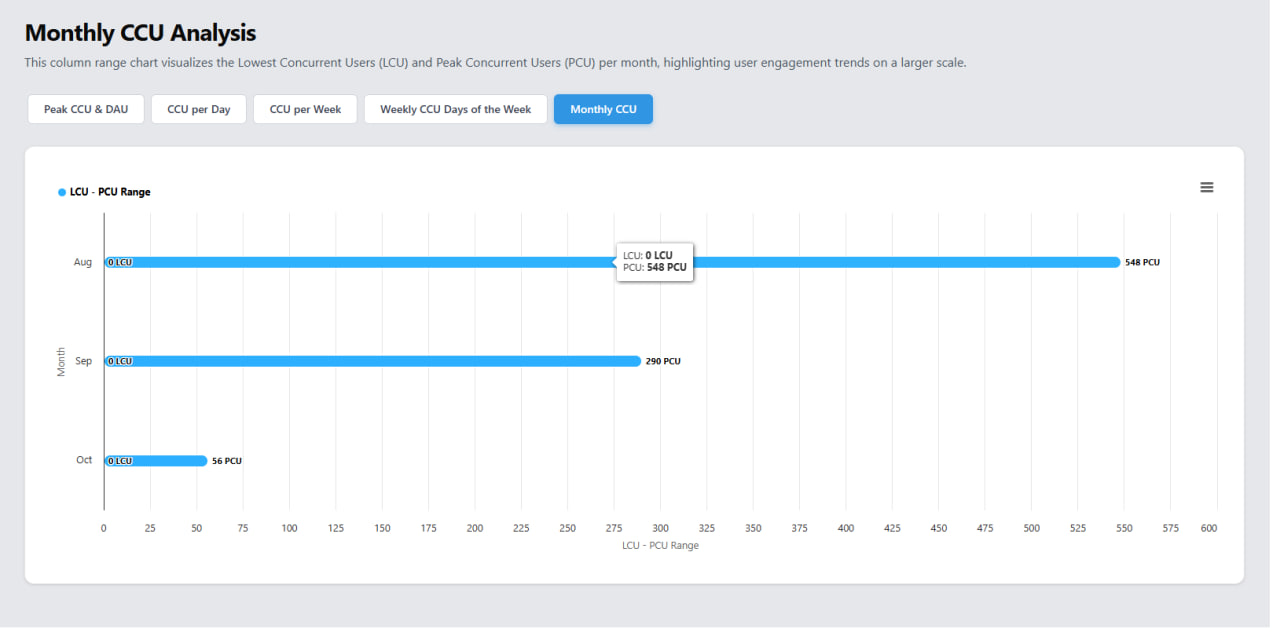 Monthly CCU Analysis
This column range chart visualizes the Lowest Concurrent Users (LCU) and Peak Concurrent Users (PCU) per month, highlighting user engagement trends on a larger scale.
Peak CCU & DAU
CCU per Day
CCU per Week
Weekly CCU Days of the Week
Monthly CCU
LCU - PCU Range
Aug
0 LCU
LCU: 0 LCU
PCU: 548 PCU
548 PCU
Month
Sep
0 LCU
290 PCU
Oct
0 LCU
56 PCU
0 25 50 75 100 125 150 175 200 225 250 275 300 325 350 375 400 425 450 475 500 525 550 575 600
LCU - PCU Range